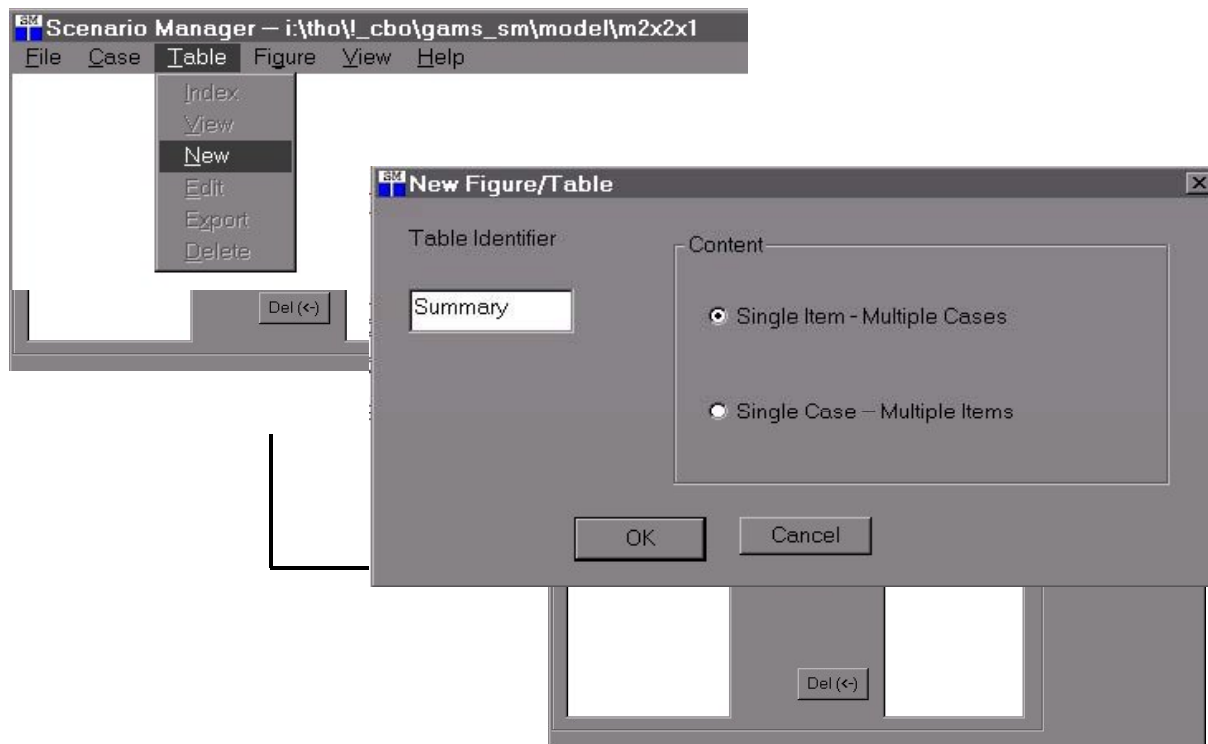 SM Scenario Manager – i:\tho\!_cbo\gams_sm\model\m2x2x1
File Case Table Figure View Help
Index
View
New
Edit
Export
Delete
Del (<-)
SM New Figure/Table
Table Identifier
Summary
Content
Single Item - Multiple Cases
Single Case – Multiple Items
OK
Cancel
Del (<-)